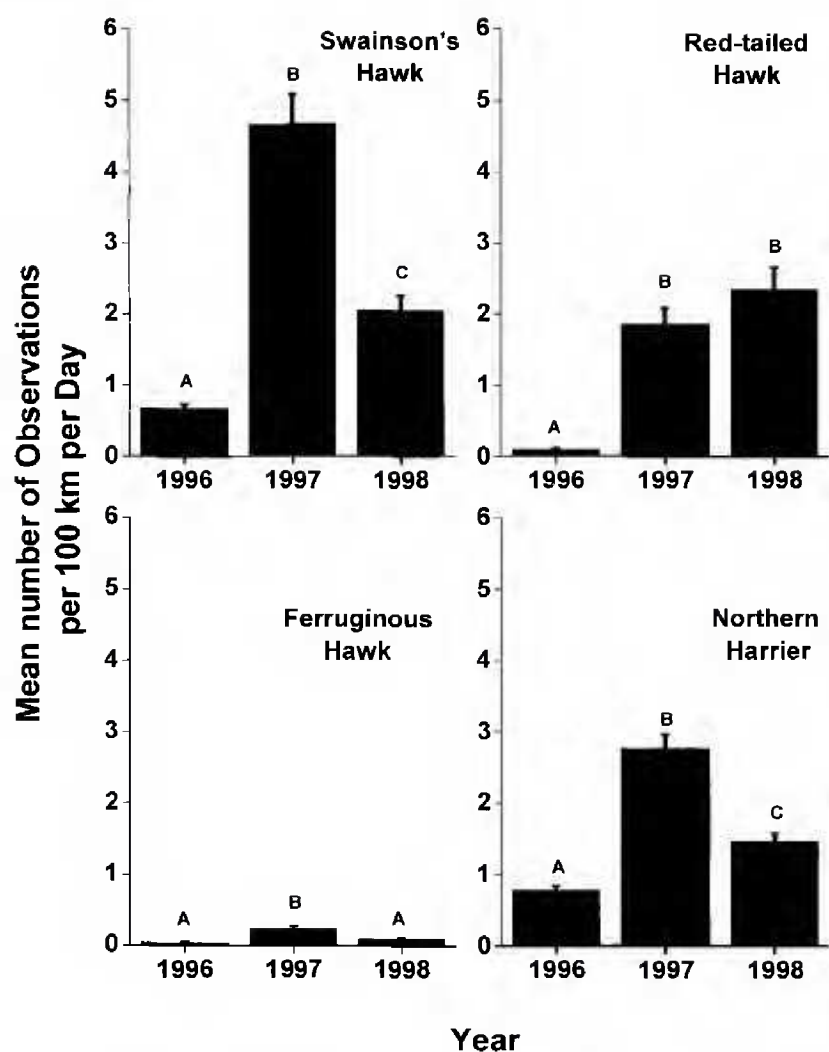 Mean number of Observations
per 100 km per Day
6
5
4
3
2
1
0
Swainson's
Hawk
A
B
C
1996
1997
1998
6
5
4
3
2
1
0
Red-tailed
Hawk
A
B
B
1996
1997
1998
6
5
4
3
2
1
0
Ferruginous
Hawk
A
B
A
1996
1997
1998
6
5
4
3
2
1
0
Northern
Harrier
A
B
C
1996
1997
1998
Year